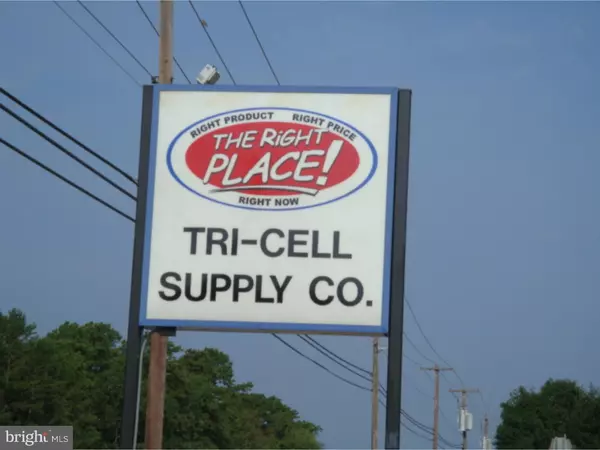 RIGHT PRODUCT RIGHT PRICE
THE RiGHT
PLACE!
RIGHT NOW
TRI-CELL
SUPPLY CO.
bright MLS